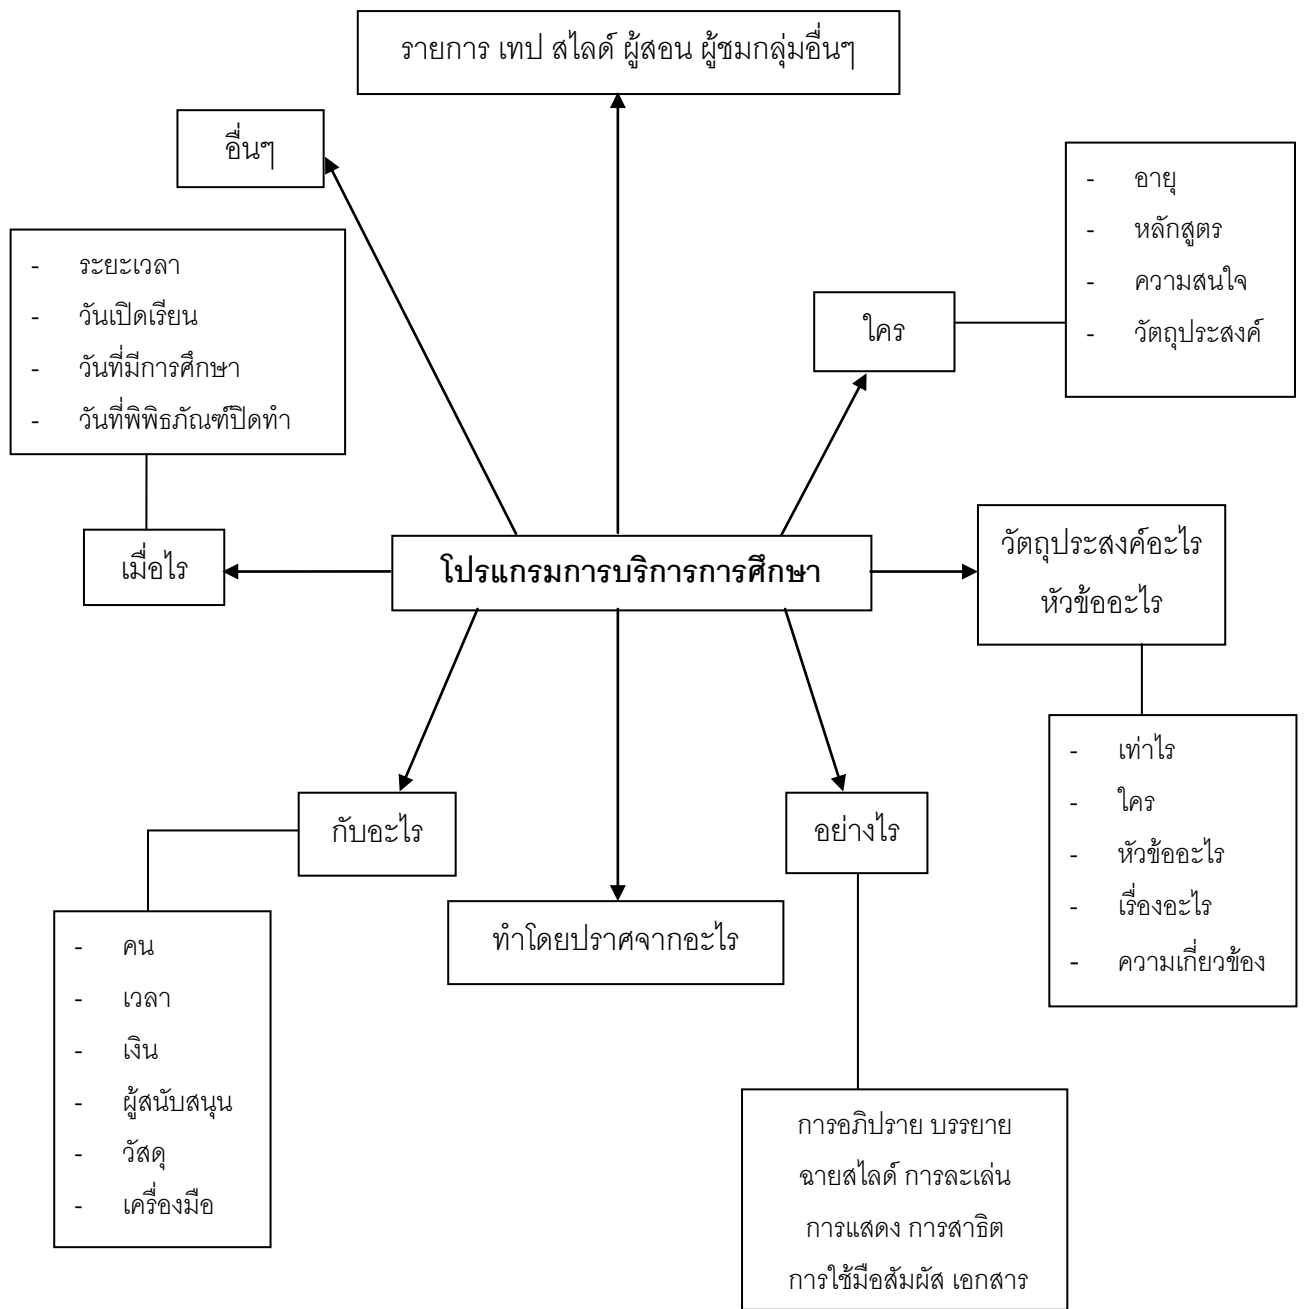 รายการ เทป สไลด์ ผู้สอน ผู้ชมกลุ่มอื่นๆ
อื่นๆ
- อายุ
- หลักสูตร
- ความสนใจ
- วัตถุประสงค์
- ระยะเวลา
- วันเปิดเรียน
- วันที่มีการศึกษา
- วันที่พิพิธภัณฑ์ปิดทำ
ใคร
เมื่อไร
โปรแกรมการบริการการศึกษา
วัตถุประสงค์อะไร
หัวข้ออะไร
- เท่าไร
- ใคร
- หัวข้ออะไร
- เรื่องอะไร
- ความเกี่ยวข้อง
กับอะไร
อย่างไร
ทำโดยปราศจากอะไร
- คน
- เวลา
- เงิน
- ผู้สนับสนุน
- วัสดุ
- เครื่องมือ
การอภิปราย บรรยาย
ฉายสไลด์ การละเล่น
การแสดง การสาธิต
การใช้มือสัมผัส เอกสาร